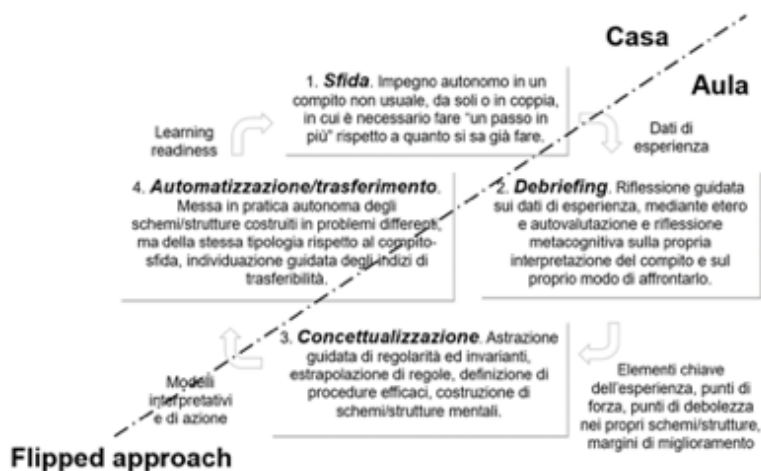 Casa
Aula
1. Sfida. Impegno autonomo in un
compito non usuale, da soli o in coppia,
in cui è necessario fare “un passo in
più” rispetto a quanto si sa già fare.
Learning
readiness
Dati di
esperienza
4. Automatizzazione/trasferimento.
Messa in pratica autonoma degli
schemi/strutture costruiti in problemi differenti,
ma della stessa tipologia rispetto al compito-
sfida, individuazione guidata degli indizi di
trasferibilità.
2. Debriefing. Riflessione guidata
sui dati di esperienza, mediante etero
e autovalutazione e riflessione
metacognitiva sulla propria
interpretazione del compito e sul
proprio modo di affrontarlo.
3. Concettualizzazione. Astrazione
guidata di regolarità ed invarianti,
estrapolazione di regole, definizione di
procedure efficaci, costruzione di
schemi/strutture mentali.
Modelli
interpretativi
e di azione
Elementi chiave
dell'esperienza, punti di
forza, punti di debolezza
nei propri schemi/strutture,
margini di miglioramento
Flipped approach